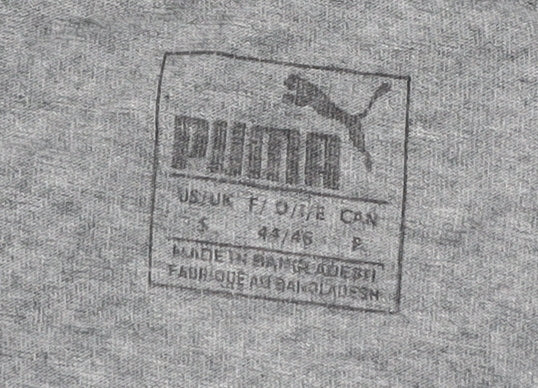 PUMA
US/UK F/ D/I/E CAN
S 44/46 P
MADE IN BANGLADESH
FABRIQUÉ AU BANGLADESH